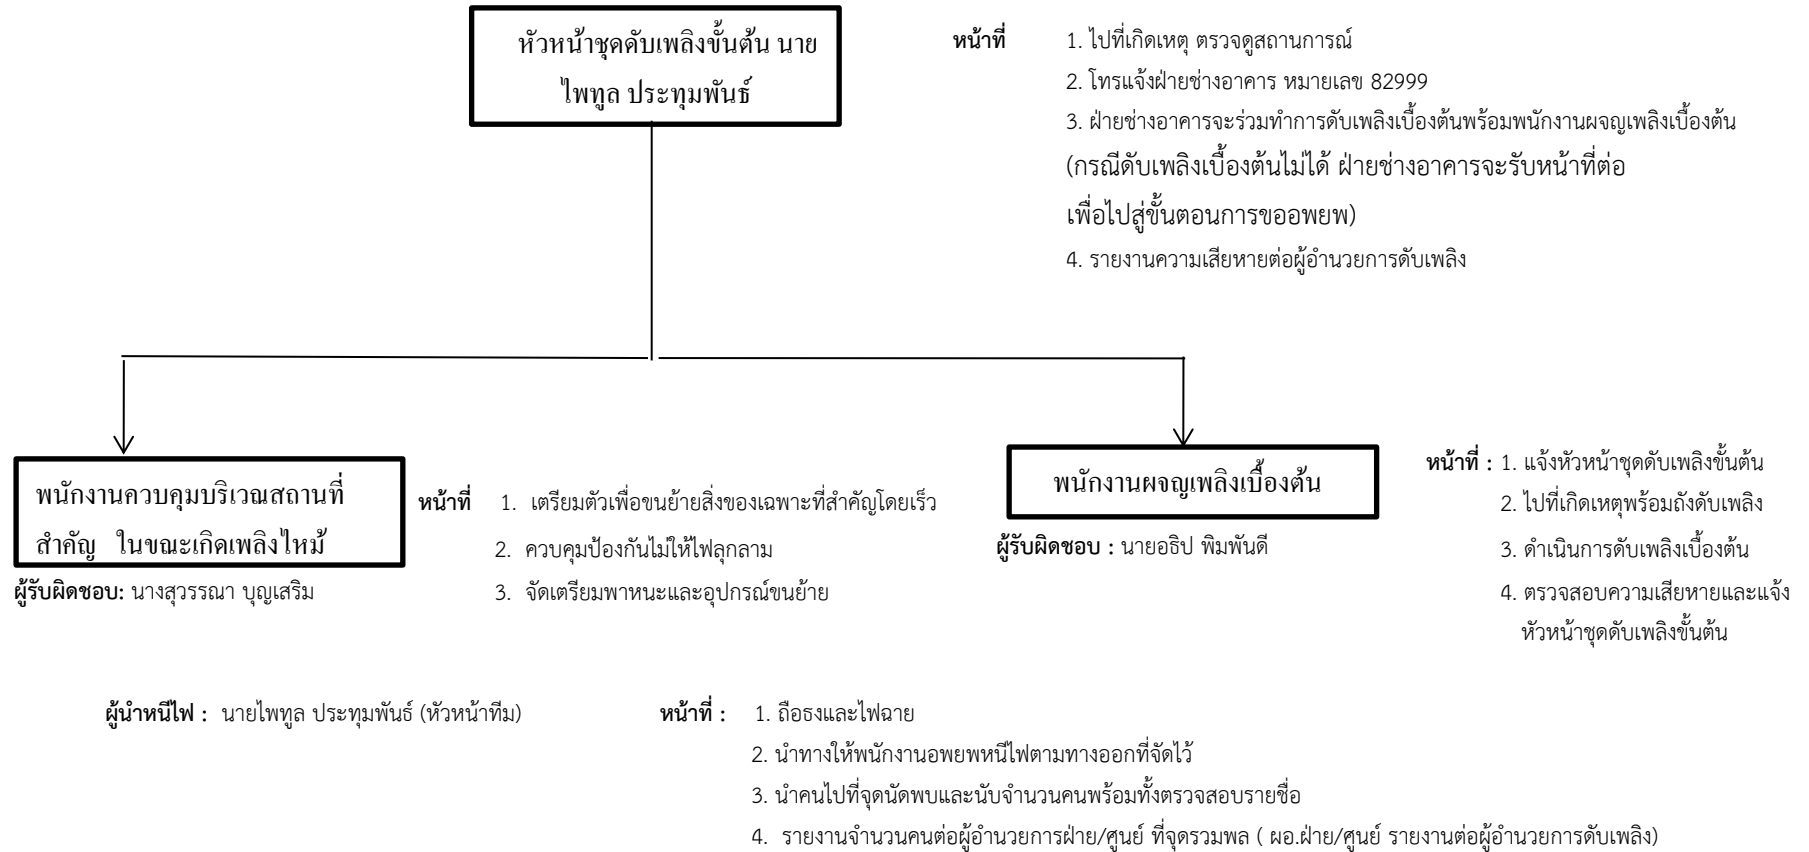 หัวหน้าชุดดับเพลิงขั้นต้น นาย
ไพทูล ประทุมพันธ์
หน้าที่ 1. ไปที่เกิดเหตุ ตรวจดูสถานการณ์
2. โทรแจ้งฝ่ายช่างอาคาร หมายเลข 82999
3. ฝ่ายช่างอาคารจะร่วมทำการดับเพลิงเบื้องต้นพร้อมพนักงานผจญเพลิงเบื้องต้น
(กรณีดับเพลิงเบื้องต้นไม่ได้ ฝ่ายช่างอาคารจะรับหน้าที่ต่อ
เพื่อไปสู่ขั้นตอนการขออพยพ)
4. รายงานความเสียหายต่อผู้อำนวยการดับเพลิง
พนักงานควบคุมบริเวณสถานที่
สำคัญ ในขณะเกิดเพลิงไหม้
ผู้รับผิดชอบ: นางสุวรรณา บุญเสริม
หน้าที่ 1. เตรียมตัวเพื่อขนย้ายสิ่งของเฉพาะที่สำคัญโดยเร็ว
2. ควบคุมป้องกันไม่ให้ไฟลุกลาม
3. จัดเตรียมพาหนะและอุปกรณ์ขนย้าย
พนักงานผจญเพลิงเบื้องต้น
ผู้รับผิดชอบ : นายอธิป พิมพันดี
หน้าที่ : 1. แจ้งหัวหน้าชุดดับเพลิงขั้นต้น
2. ไปที่เกิดเหตุพร้อมถังดับเพลิง
3. ดำเนินการดับเพลิงเบื้องต้น
4. ตรวจสอบความเสียหายและแจ้ง
หัวหน้าชุดดับเพลิงขั้นต้น
ผู้นำหนีไฟ : นายไพทูล ประทุมพันธ์ (หัวหน้าทีม)
หน้าที่ : 1. ถือธงและไฟฉาย
2. นำทางให้พนักงานอพยพหนีไฟตามทางออกที่จัดไว้
3. นำคนไปที่จุดนัดพบและนับจำนวนคนพร้อมทั้งตรวจสอบรายชื่อ
4. รายงานจำนวนคนต่อผู้อำนวยการฝ่าย/ศูนย์ ที่จุดรวมพล ( ผอ.ฝ่าย/ศูนย์ รายงานต่อผู้อำนวยการดับเพลิง)